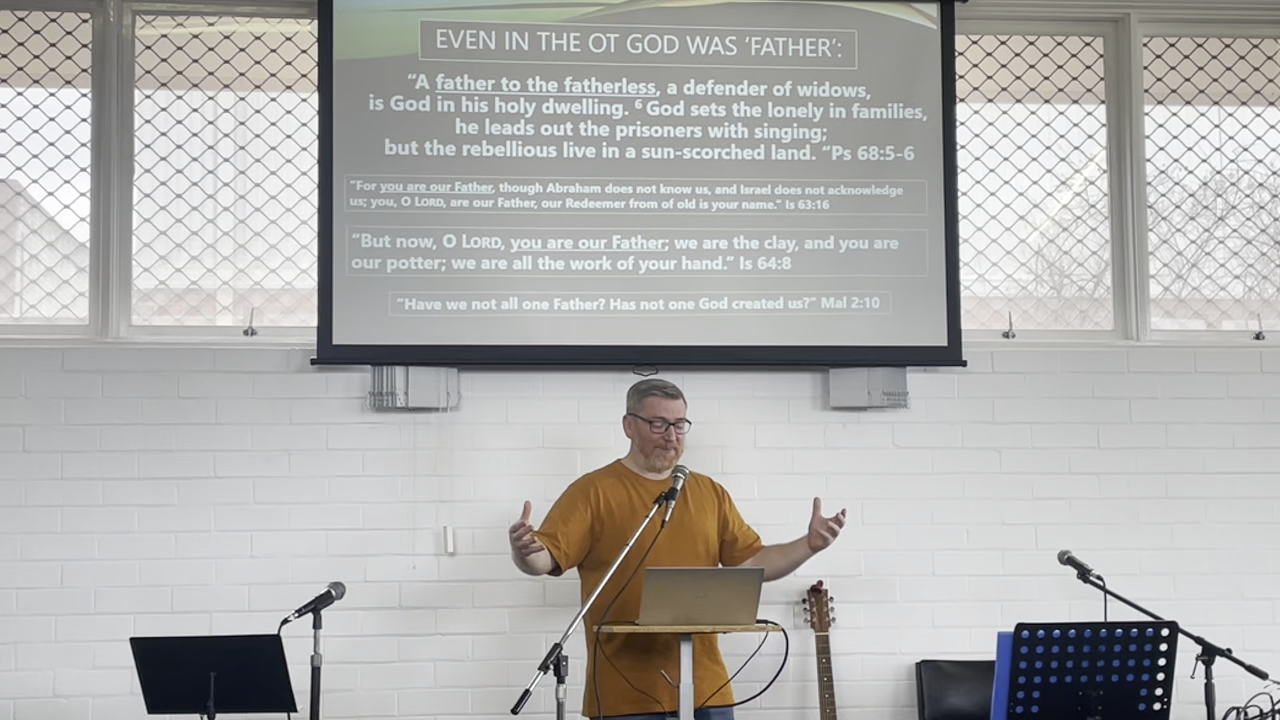 EVEN IN THE OT GOD WAS ‘FATHER’:
“A father to the fatherless, a defender of widows,
is God in his holy dwelling. ⁶ God sets the lonely in families,
he leads out the prisoners with singing;
but the rebellious live in a sun-scorched land. “Ps 68:5-6
“For you are our Father, though Abraham does not know us, and Israel does not acknowledge
us; you, O LORD, are our Father, our Redeemer from of old is your name.” Is 63:16
“But now, O LORD, you are our Father; we are the clay, and you are
our potter; we are all the work of your hand.” Is 64:8
“Have we not all one Father? Has not one God created us?” Mal 2:10